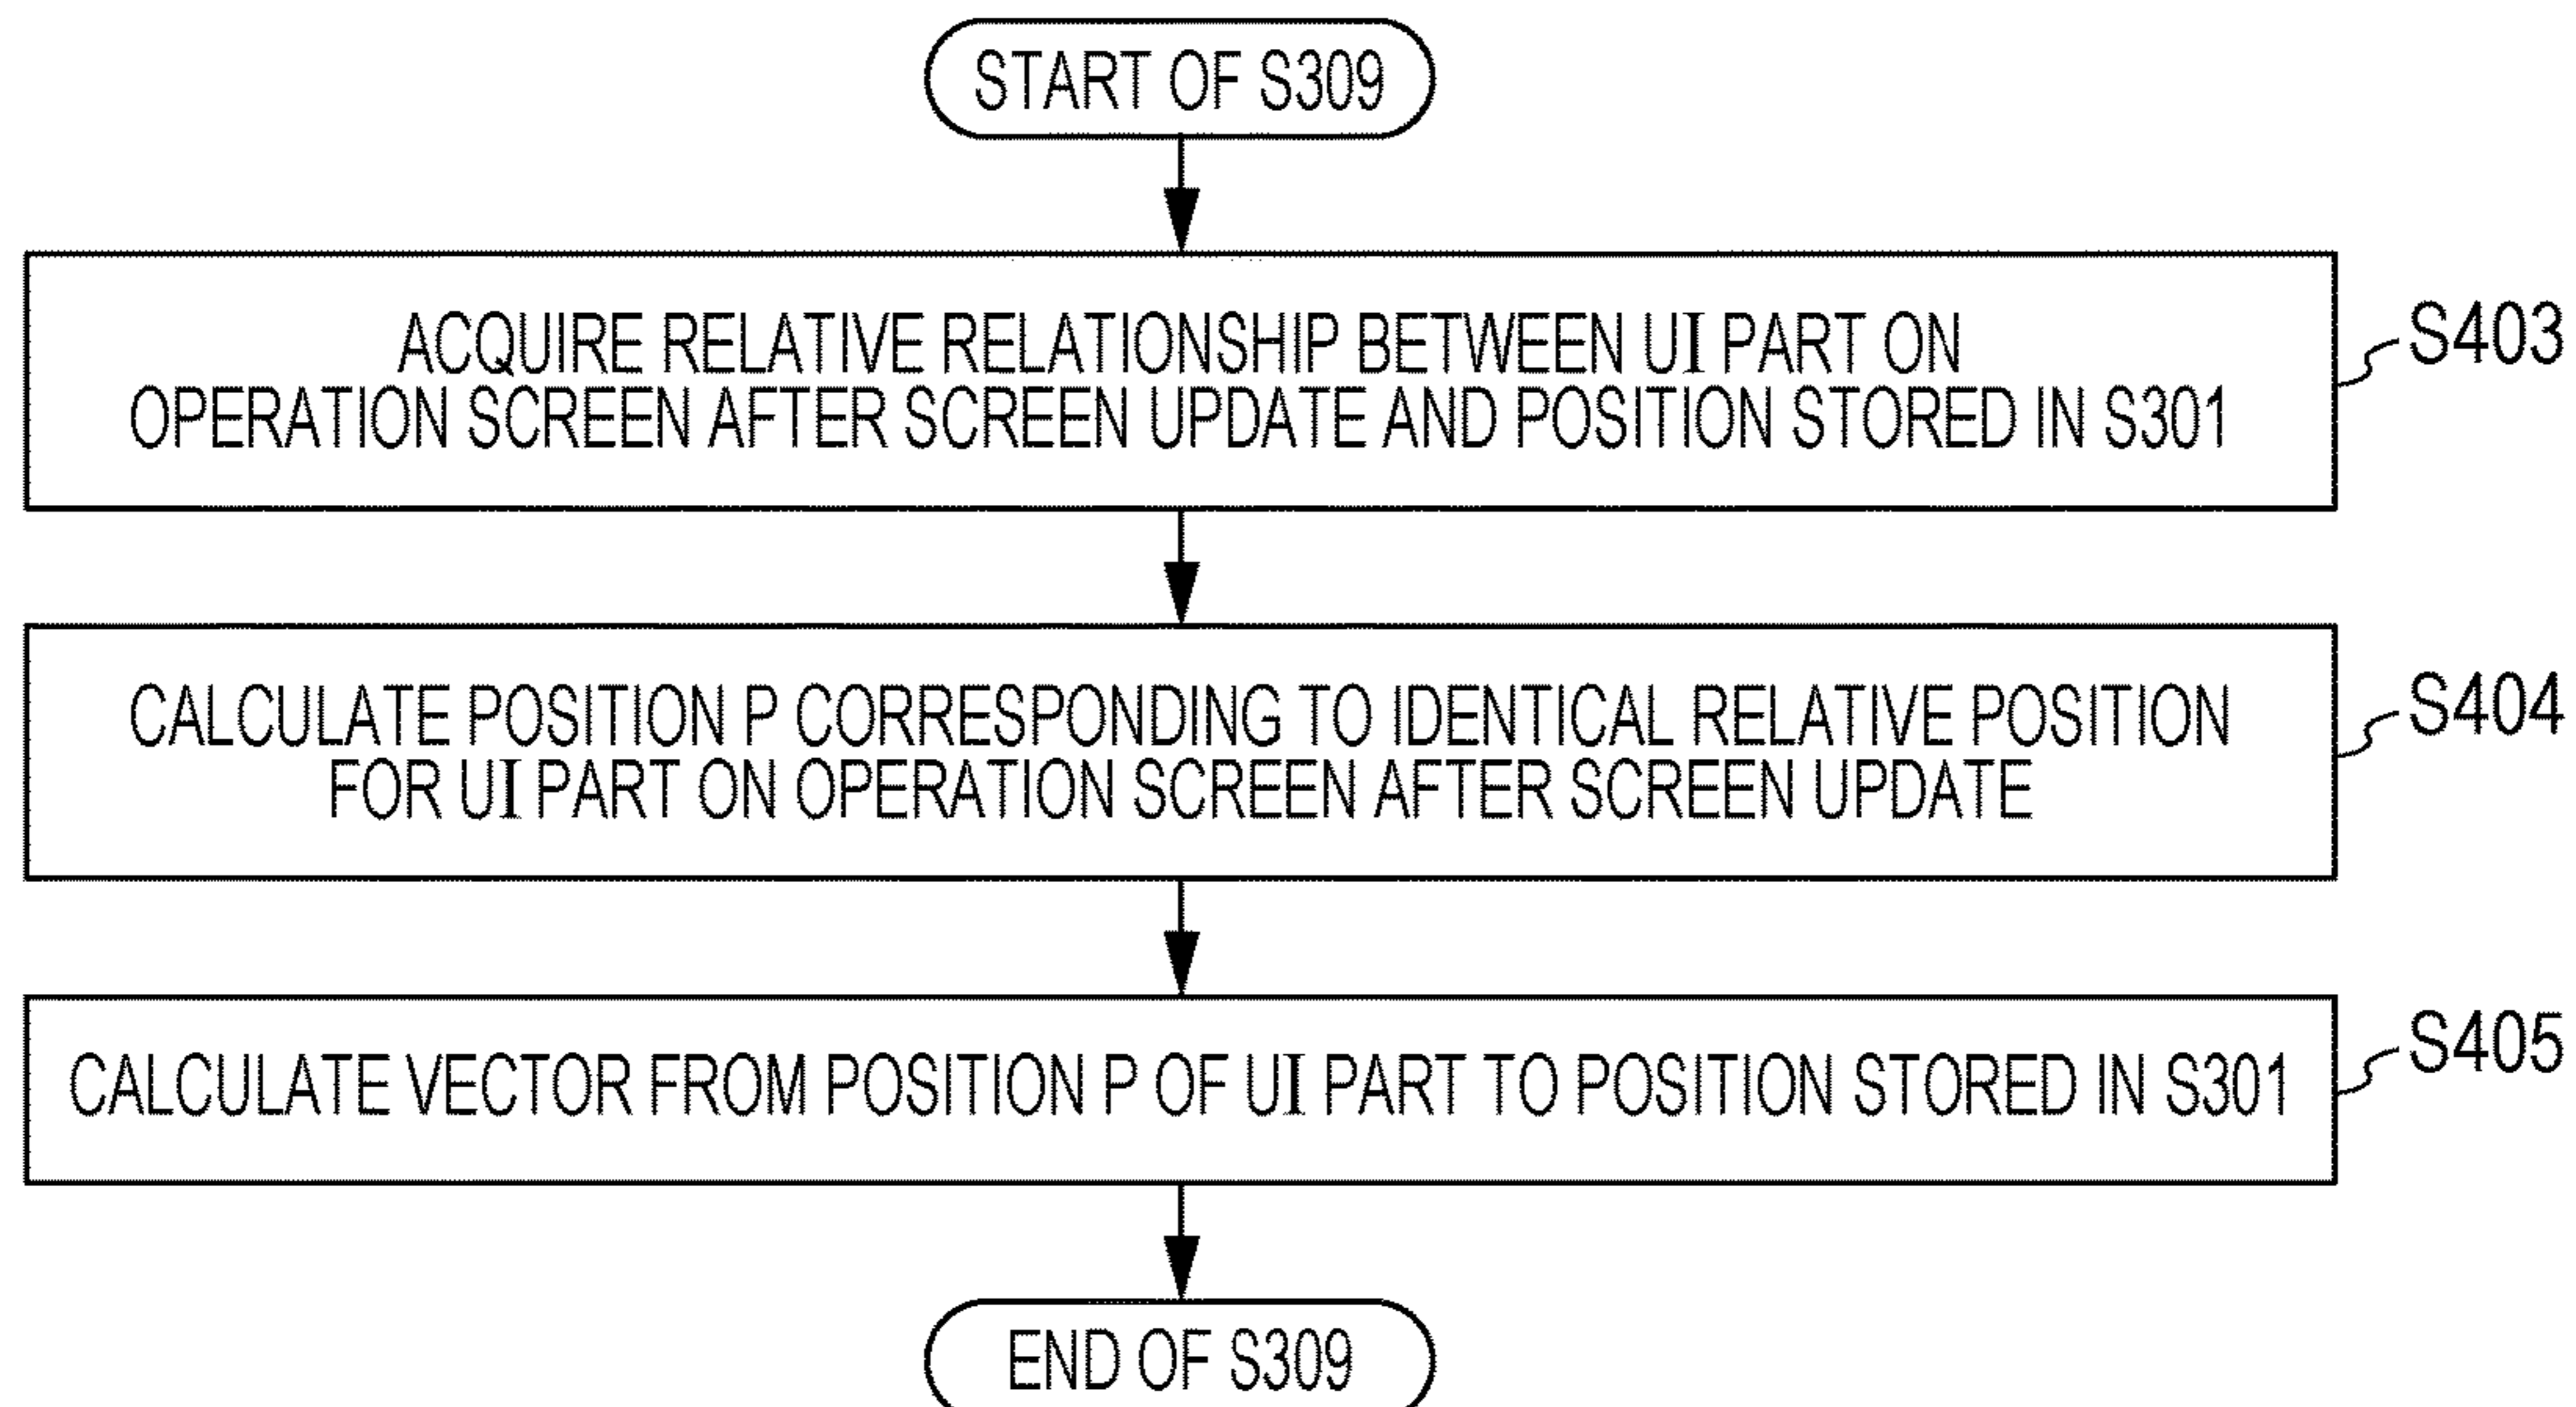 START OF S309
ACQUIRE RELATIVE RELATIONSHIP BETWEEN UI PART ON
OPERATION SCREEN AFTER SCREEN UPDATE AND POSITION STORED IN S301
S403
CALCULATE POSITION P CORRESPONDING TO IDENTICAL RELATIVE POSITION
FOR UI PART ON OPERATION SCREEN AFTER SCREEN UPDATE
S404
CALCULATE VECTOR FROM POSITION P OF UI PART TO POSITION STORED IN S301
S405
END OF S309